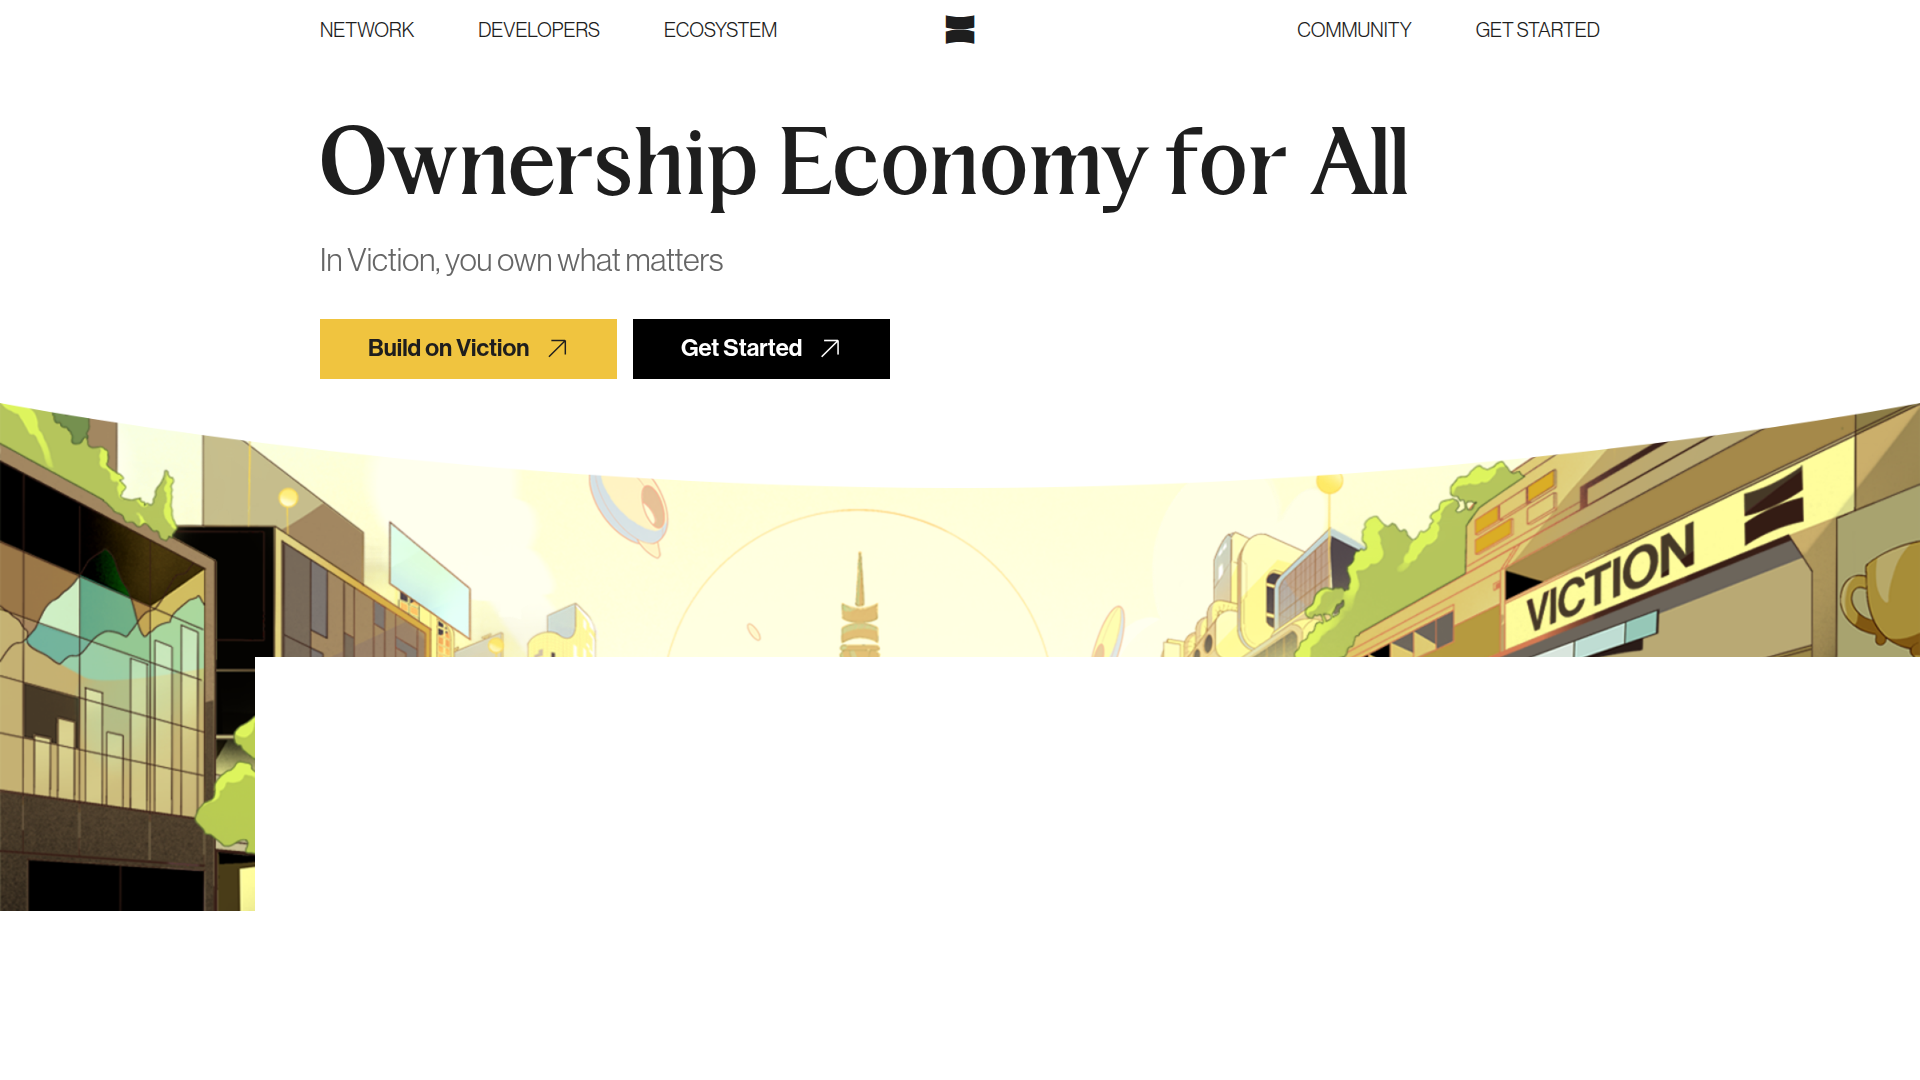 NETWORK
DEVELOPERS
ECOSYSTEM
COMMUNITY
GET STARTED
Ownership Economy for All
In Viction, you own what matters
Build on Viction
Get Started
VICTION